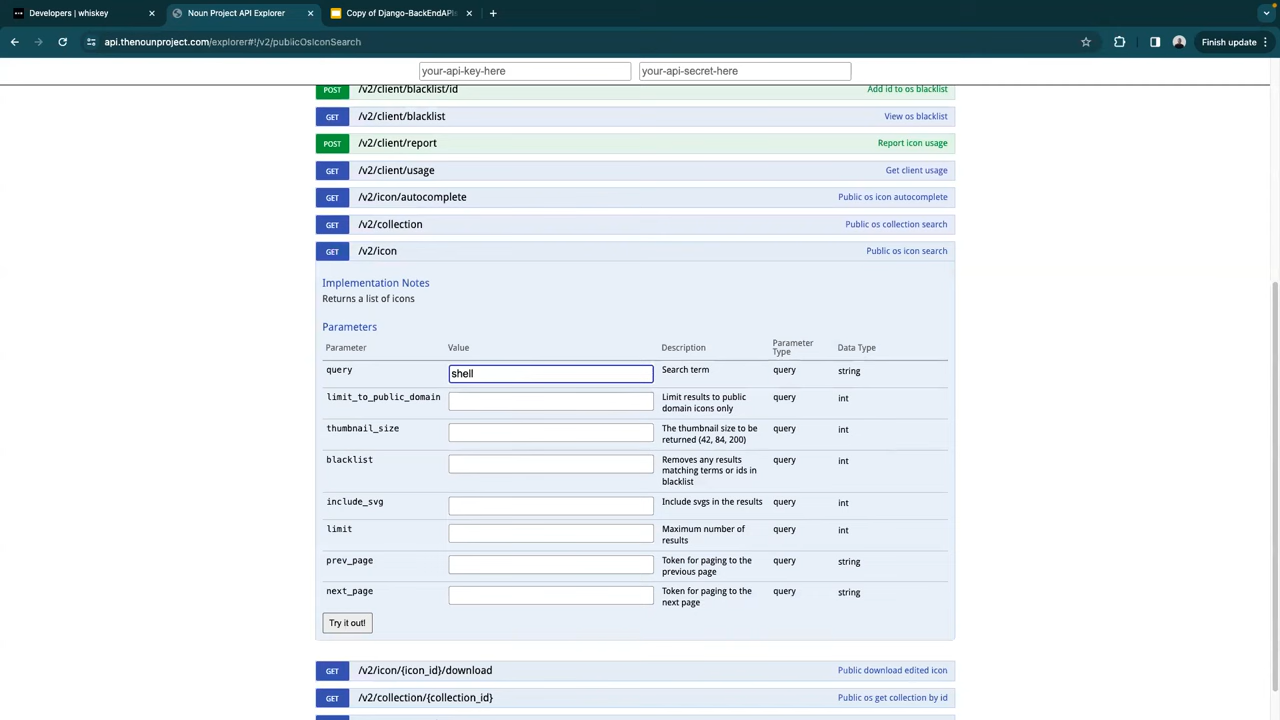 Developers | whiskey
Noun Project API Explorer
Copy of Django-BackEndAPIs
api.thenounproject.com/explorer#!/v2/publicOsIconSearch
Finish update
your-api-key-here your-api-secret-here
POST /v2/client/blacklist/id Add id to os blacklist
GET /v2/client/blacklist View os blacklist
POST /v2/client/report Report icon usage
GET /v2/client/usage Get client usage
GET /v2/icon/autocomplete Public os icon autocomplete
GET /v2/collection Public os collection search
GET /v2/icon Public os icon search
Implementation Notes
Returns a list of icons
Parameters
Parameter Value Description Parameter Type Data Type
query shell Search term query string
limit_to_public_domain Limit results to public domain icons only query int
thumbnail_size The thumbnail size to be returned (42, 84, 200) query int
blacklist Removes any results matching terms or ids in blacklist query int
include_svg Include svgs in the results query int
limit Maximum number of results query int
prev_page Token for paging to the previous page query string
next_page Token for paging to the next page query string
Try it out!
GET /v2/icon/{icon_id}/download Public download edited icon
GET /v2/collection/{collection_id} Public os get collection by id